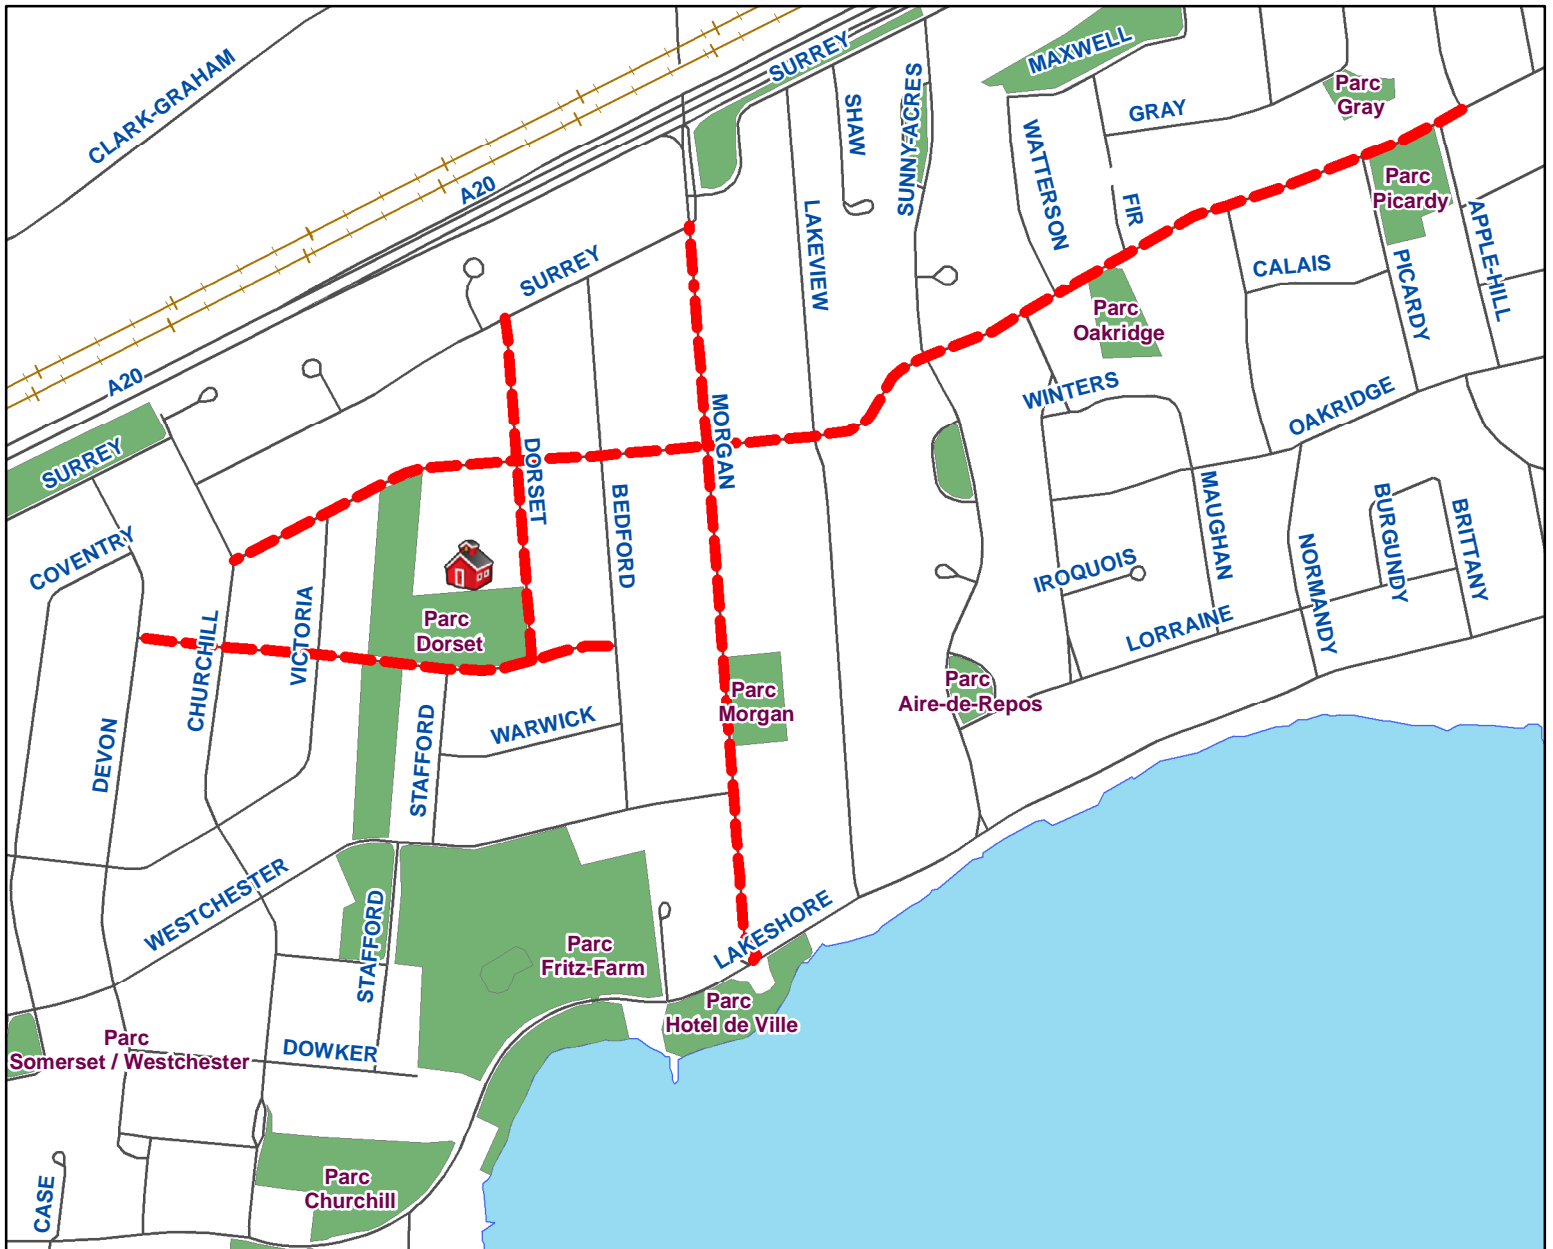 CLARK-GRAHAM
SURREY
MAXWELL
Parc
Gray
GRAY
SHAW
SUNNY-ACRES
WATTERSON
FIR
A20
LAKEVIEW
Parc
Picardy
APPLE-HILL
SURREY
CALAIS
PICARDY
Parc
Oakridge
A20
WINTERS
OAKRIDGE
MORGAN
DORSET
SURREY
BEDFORD
MAUGHAN
BURGUNDY
BRITTANY
COVENTRY
IROQUOIS
NORMANDY
VICTORIA
CHURCHILL
Parc
Dorset
LORRAINE
Parc
Morgan
Parc
Aire-de-Repos
DEVON
STAFFORD
WARWICK
WESTCHESTER
STAFFORD
LAKESHORE
Parc
Fritz-Farm
Parc
Hotel de Ville
Parc
Somerset / Westchester
DOWKER
CASE
Parc
Churchill